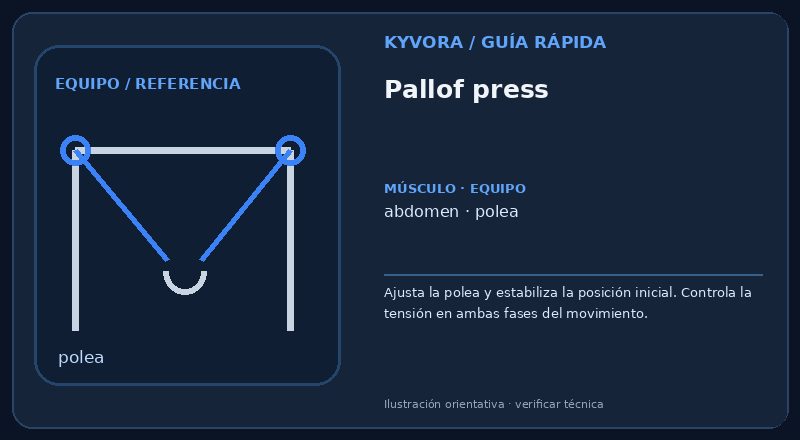 EQUIPO / REFERENCIA
polea
KYVORA / GUÍA RÁPIDA
Pallof press
MÚSCULO · EQUIPO
abdomen · polea
Ajusta la polea y estabiliza la posición inicial. Controla la
tensión en ambas fases del movimiento.
Ilustración orientativa · verificar técnica